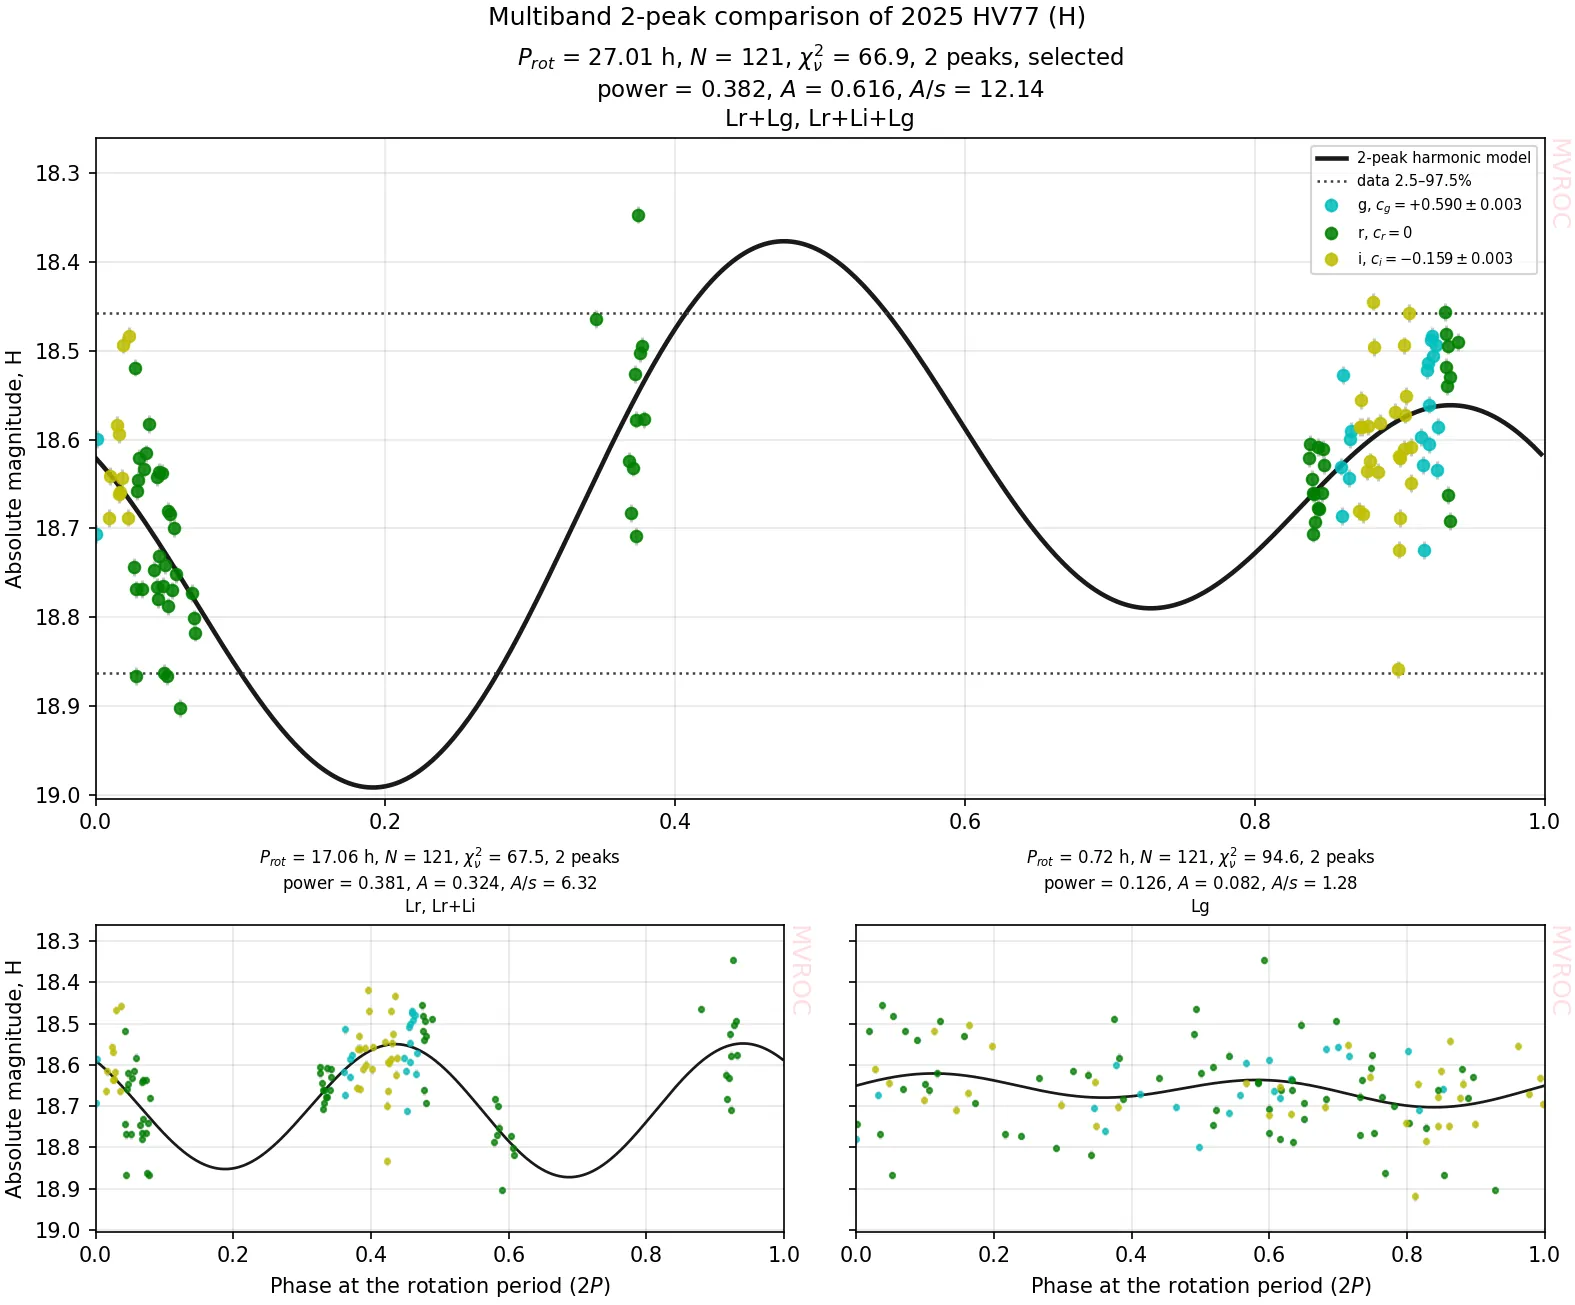 Multiband 2-peak comparison of 2025 HV77 (H)
P_rot = 27.01 h, N = 121, χ²_ν = 66.9, 2 peaks, selected
power = 0.382, A = 0.616, A/s = 12.14
Lr+Lg, Lr+Li+Lg
2-peak harmonic model
data 2.5–97.5%
g, c_g = +0.590 ± 0.003
r, c_r = 0
i, c_i = −0.159 ± 0.003
MVROC
Absolute magnitude, H
18.3
18.4
18.5
18.6
18.7
18.8
18.9
19.0
0.0 0.2 0.4 0.6 0.8 1.0
P_rot = 17.06 h, N = 121, χ²_ν = 67.5, 2 peaks
power = 0.381, A = 0.324, A/s = 6.32
Lr, Lr+Li
MVROC
Absolute magnitude, H
18.3
18.4
18.5
18.6
18.7
18.8
18.9
19.0
0.0 0.2 0.4 0.6 0.8 1.0
Phase at the rotation period (2P)
P_rot = 0.72 h, N = 121, χ²_ν = 94.6, 2 peaks
power = 0.126, A = 0.082, A/s = 1.28
Lg
MVROC
0.0 0.2 0.4 0.6 0.8 1.0
Phase at the rotation period (2P)